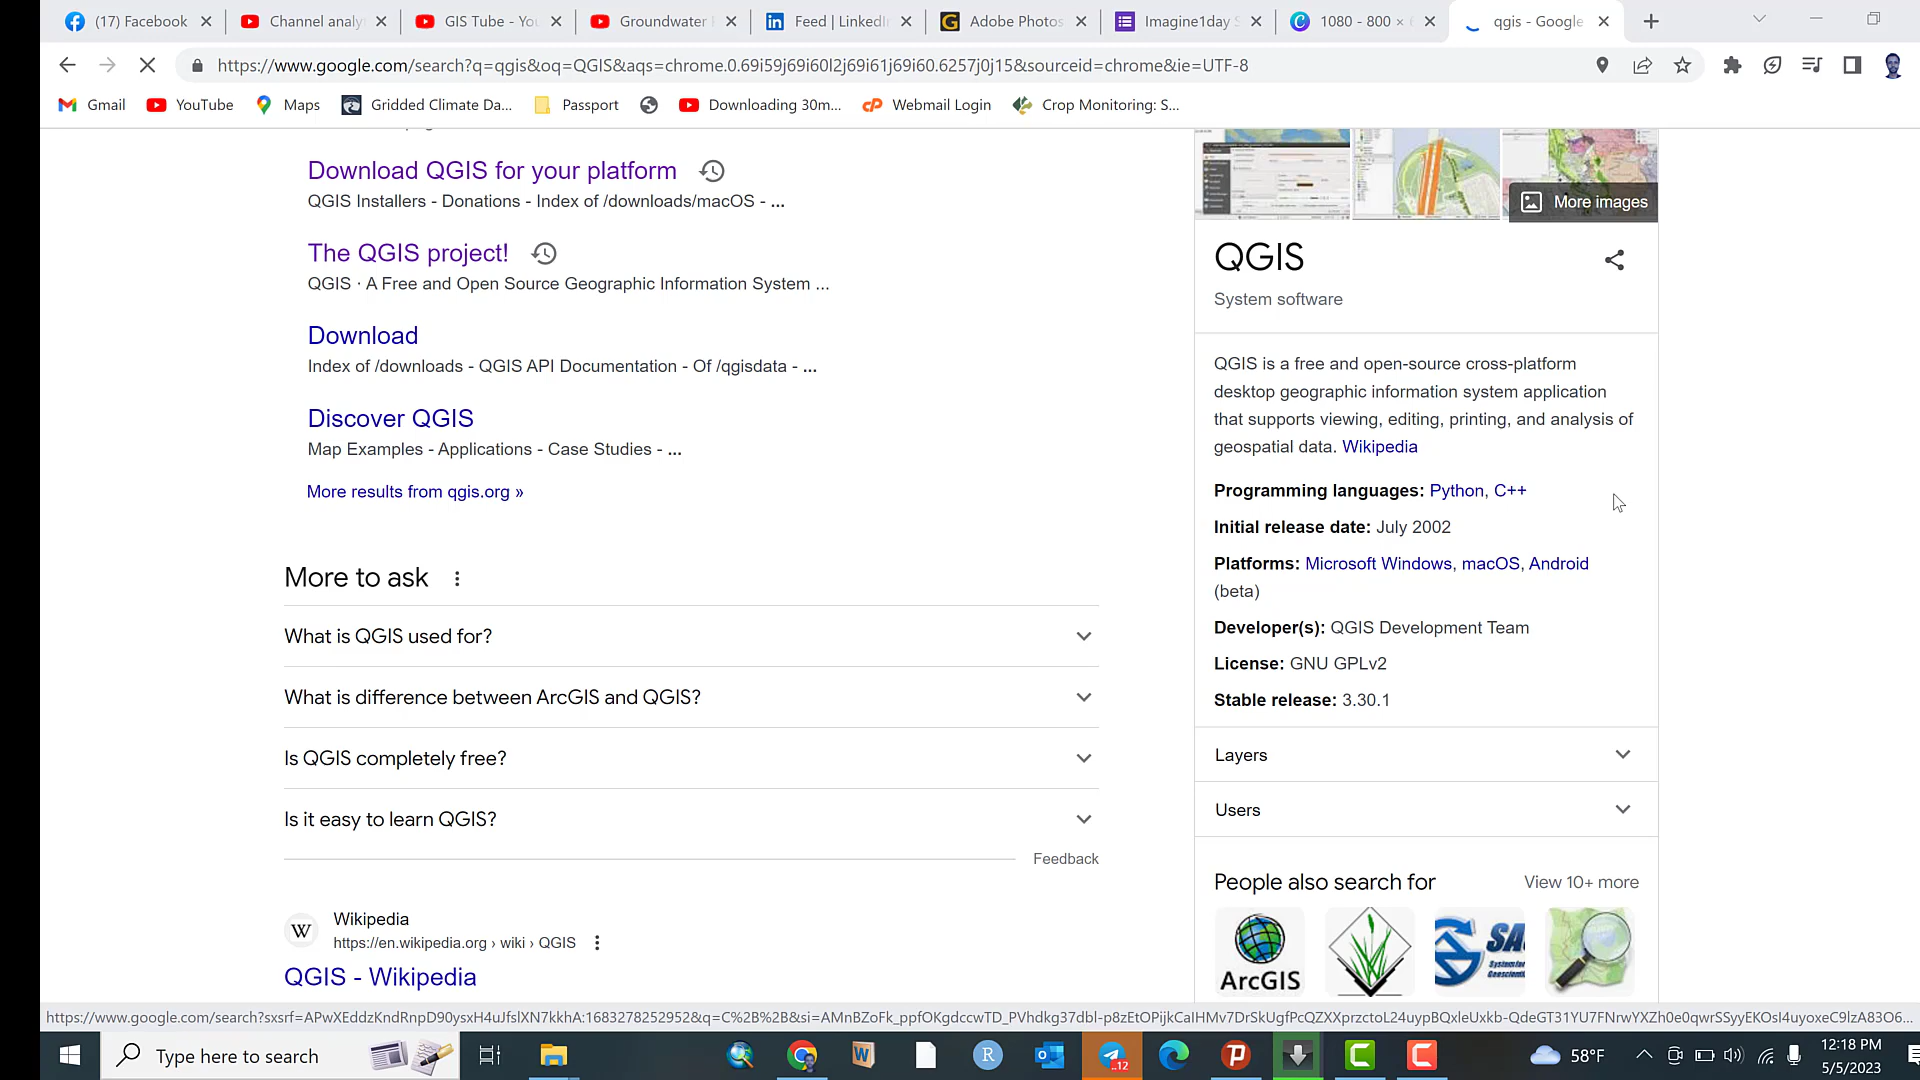 (17) Facebook
Channel analy
GIS Tube - Yo
Groundwater
Feed | LinkedI
Adobe Photos
Imagine1day
1080 - 800 ×
qgis - Google
https://www.google.com/search?q=qgis&oq=QGIS&aqs=chrome.0.69i59j69i60l2j69i61j69i60.6257j0j15&sourceid=chrome&ie=UTF-8
Gmail
YouTube
Maps
Gridded Climate Da...
Passport
Downloading 30m...
Webmail Login
Crop Monitoring: S...
Download QGIS for your platform
QGIS Installers - Donations - Index of /downloads/macOS - ...
The QGIS project!
QGIS · A Free and Open Source Geographic Information System ...
Download
Index of /downloads - QGIS API Documentation - Of /qgisdata - ...
Discover QGIS
Map Examples - Applications - Case Studies - ...
More results from qgis.org »
More to ask
What is QGIS used for?
What is difference between ArcGIS and QGIS?
Is QGIS completely free?
Is it easy to learn QGIS?
Feedback
Wikipedia
https://en.wikipedia.org › wiki › QGIS
QGIS - Wikipedia
More images
QGIS
System software
QGIS is a free and open-source cross-platform
desktop geographic information system application
that supports viewing, editing, printing, and analysis of
geospatial data. Wikipedia
Programming languages: Python, C++
Initial release date: July 2002
Platforms: Microsoft Windows, macOS, Android
(beta)
Developer(s): QGIS Development Team
License: GNU GPLv2
Stable release: 3.30.1
Layers
Users
People also search for
View 10+ more
ArcGIS
SA
Type here to search
..12
58°F
12:18 PM
5/5/2023